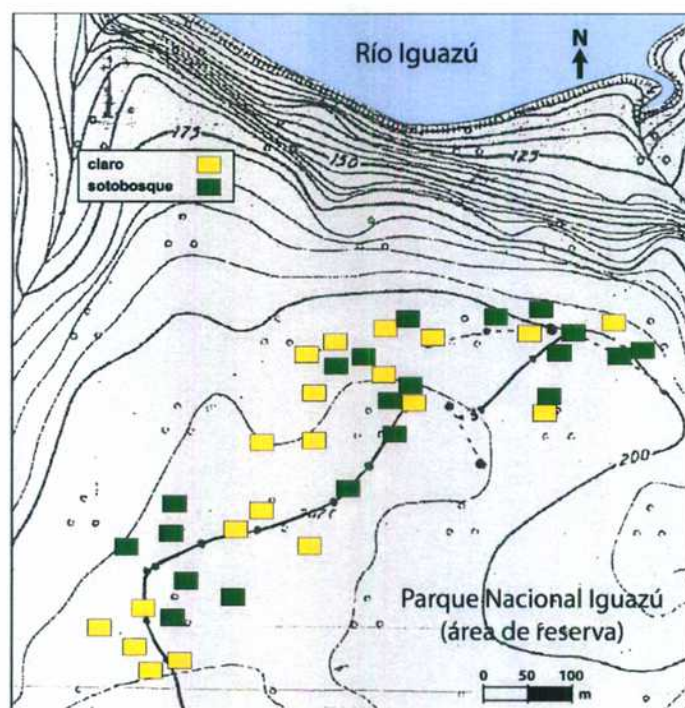 Río Iguazú
N
175
150
125
claro
sotobosque
200
Parque Nacional Iguazú
(área de reserva)
0 50 100
m